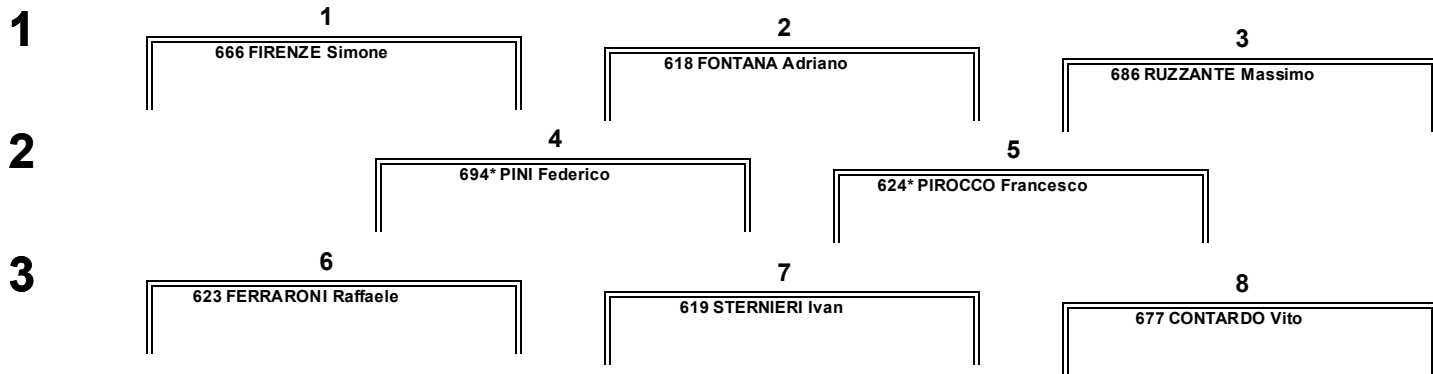 1
1
666 FIRENZE Simone
2
618 FONTANA Adriano
3
686 RUZZANTE Massimo
2
4
694* PINI Federico
5
624* PIROCCO Francesco
3
6
623 FERRARONI Raffaele
7
619 STERNIERI Ivan
8
677 CONTARDO Vito